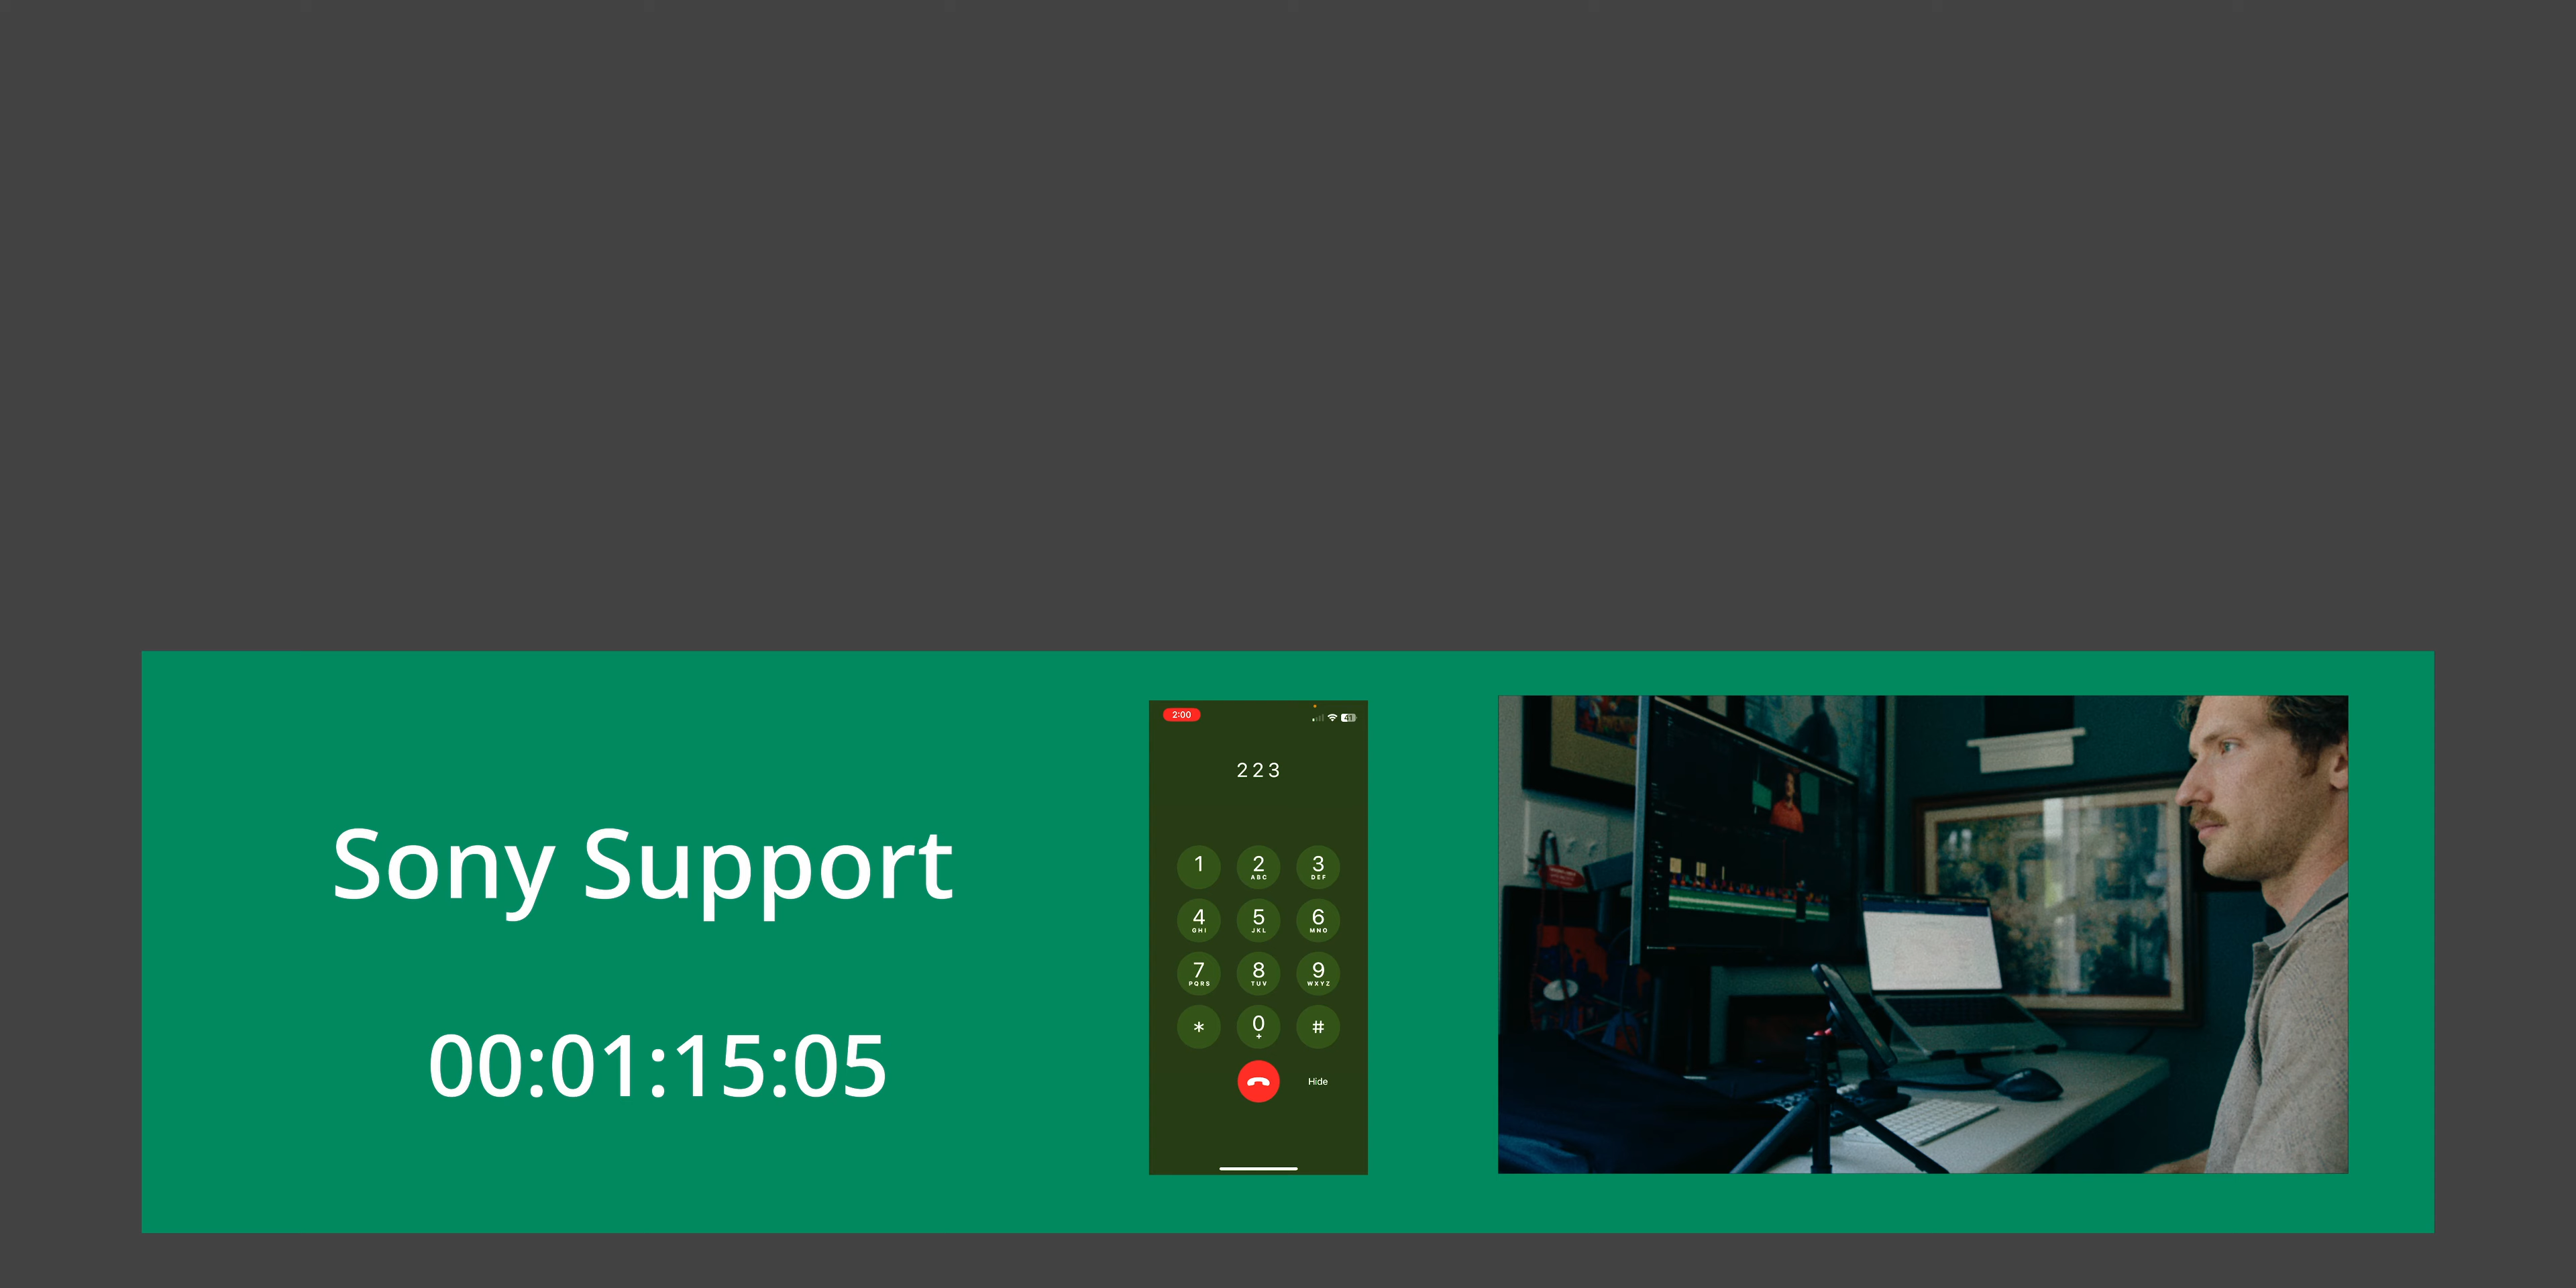 Sony Support
00:01:15:05
2:00
41
223
1
2
ABC
3
DEF
4
GHI
5
JKL
6
MNO
7
PQRS
8
TUV
9
WXYZ
*
0
+
#
Hide